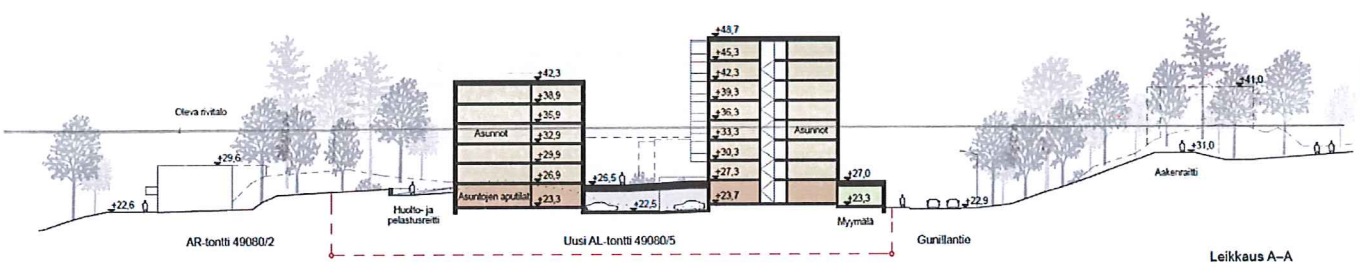 +48,7
+45,3
+42,3
+39,3
+36,3
+33,3
+30,3
+27,3
+23,7
+42,3
+38,9
+35,9
+32,9
+29,9
+26,9
+23,3
Asunnot
Asunnot
Asuntojen aputilat
Oleva rivitalo
+29,6
+22,6
Huolto- ja
pelastusreitti
+22,5
+27,0
+23,3
Myymälä
+22,9
+41,0
+31,0
Aakenraitti
AR-tontti 49080/2
Uusi AL-tontti 49080/5
Gunillantie
Leikkaus A–A